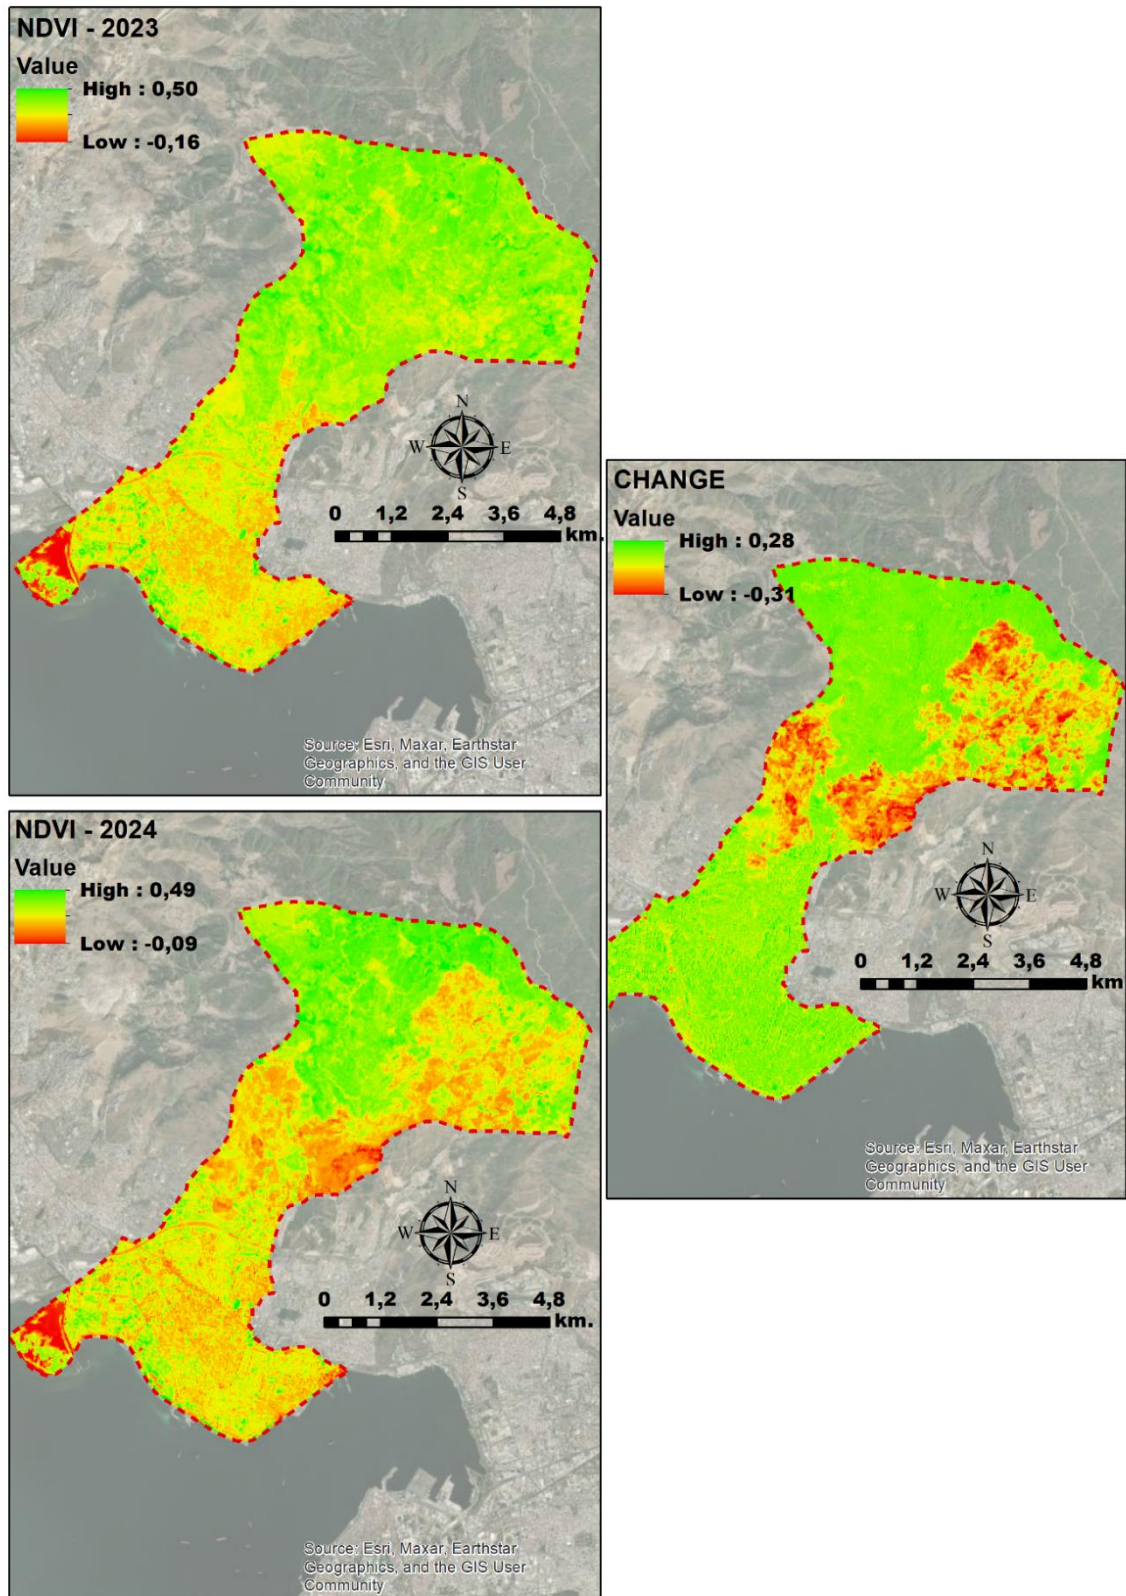 NDVI - 2023
Value
High : 0,50
Low : -0,16
N
W E
S
0 1,2 2,4 3,6 4,8
km.
Source: Esri, Maxar, Earthstar
Geographics, and the GIS User
Community
CHANGE
Value
High : 0,28
Low : -0,31
N
W E
S
0 1,2 2,4 3,6 4,8
km
Source: Esri, Maxar, Earthstar
Geographics, and the GIS User
Community
NDVI - 2024
Value
High : 0,49
Low : -0,09
N
W E
S
0 1,2 2,4 3,6 4,8
km.
Source: Esri, Maxar, Earthstar
Geographics, and the GIS User
Community